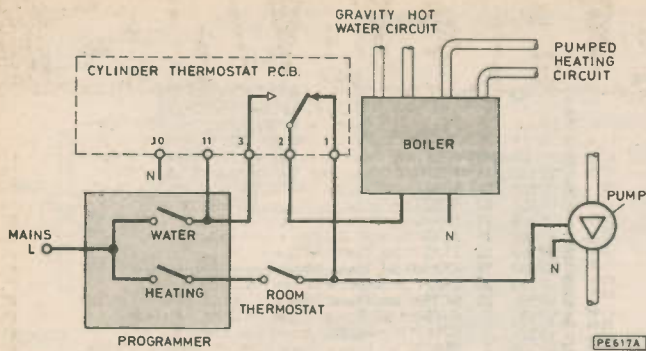 GRAVITY HOT
WATER CIRCUIT
PUMPED
HEATING
CIRCUIT
CYLINDER THERMOSTAT P.C.B.
BOILER
10
11
3
2
1
N
N
PUMP
N
MAINS
L
WATER
HEATING
ROOM
THERMOSTAT
PROGRAMMER
PE617A